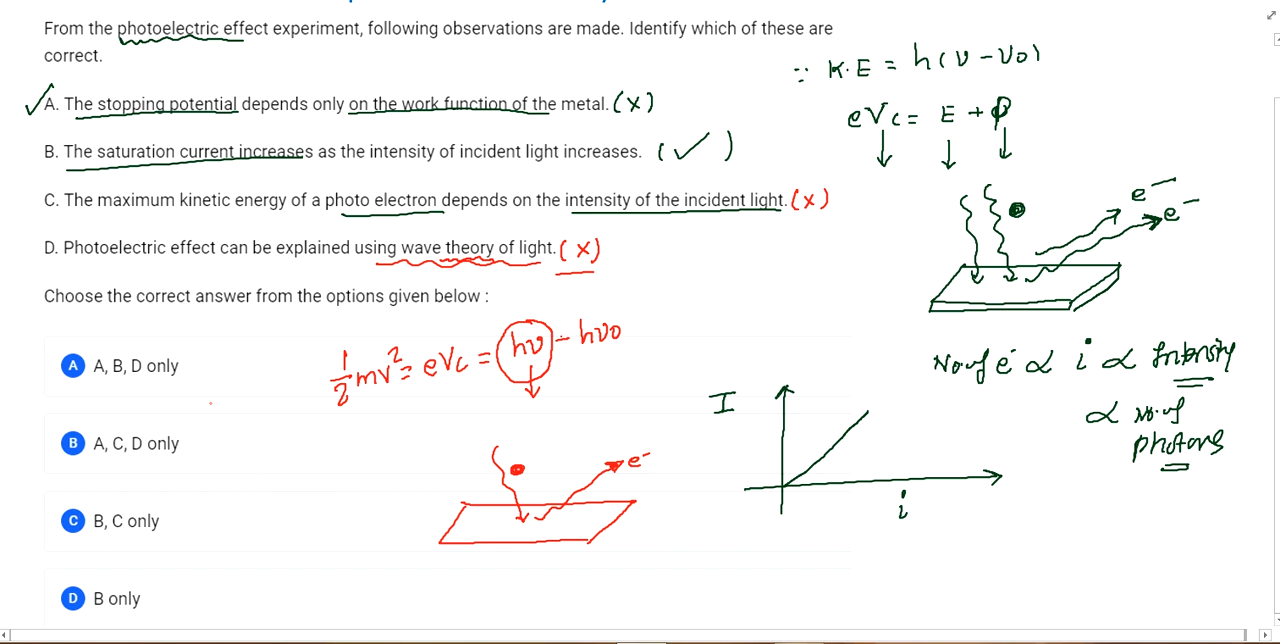 From the photoelectric effect experiment, following observations are made. Identify which of these are
correct.
A. The stopping potential depends only on the work function of the metal. (X)
B. The saturation current increases as the intensity of incident light increases. (✓)
C. The maximum kinetic energy of a photo electron depends on the intensity of the incident light. (X)
D. Photoelectric effect can be explained using wave theory of light. (X)
Choose the correct answer from the options given below :
A A, B, D only
B A, C, D only
C B, C only
D B only
∵ K.E = h(ν - ν0)
eVc = E + φ
e⁻
e⁻
1/2 mv² = eVc = hν - hν0
e⁻
I
i
No.of e⁻ ∝ i ∝ Intensity
∝ No.of
photons